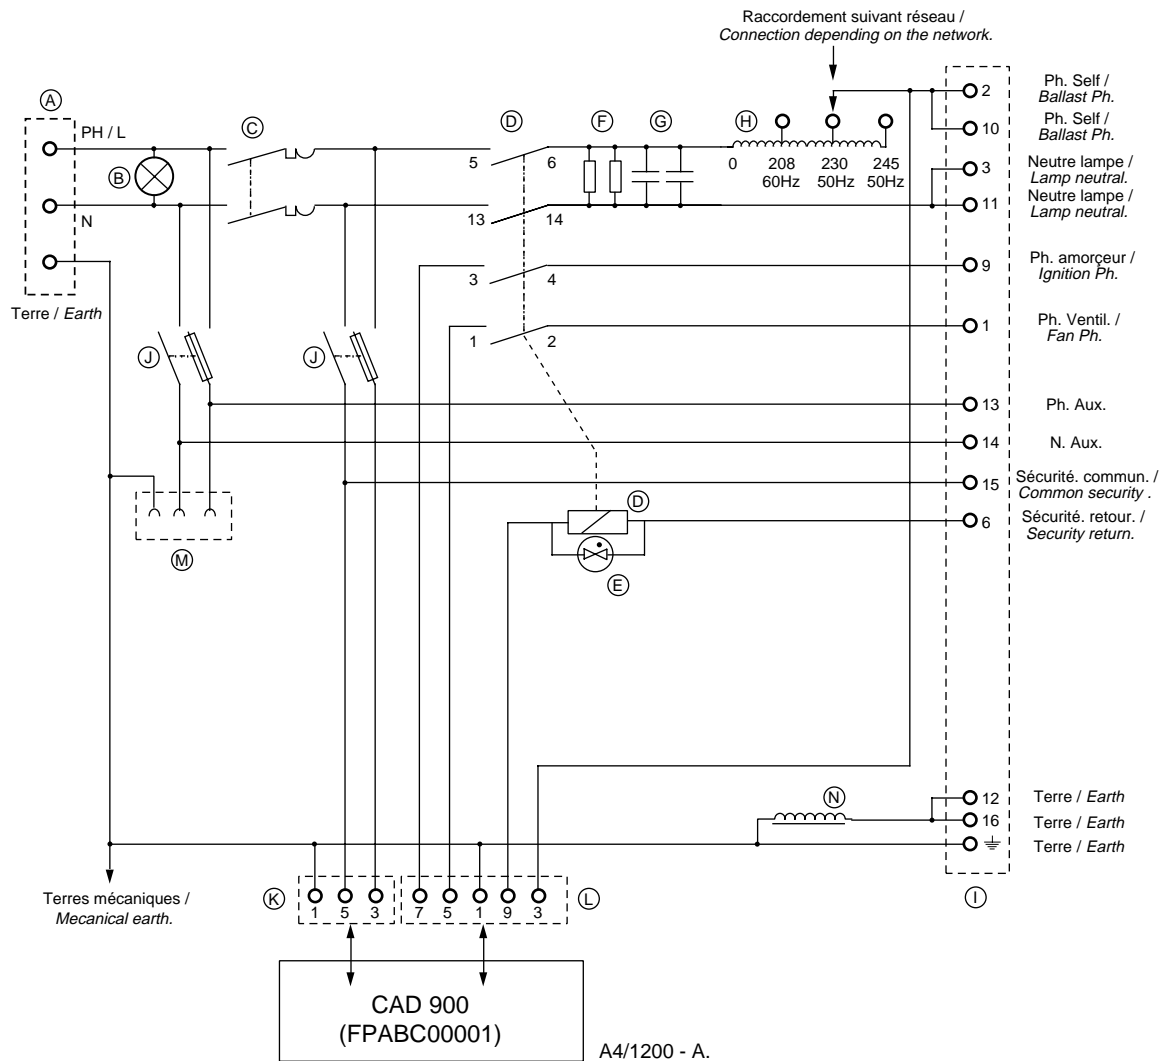 Raccordement suivant réseau /
Connection depending on the network.
A
PH / L
B
N
Terre / Earth
C
D
5
6
13
14
3
4
1
2
F
G
H
0
208
60Hz
230
50Hz
245
50Hz
2
Ph. Self /
Ballast Ph.
10
Ph. Self /
Ballast Ph.
3
Neutre lampe /
Lamp neutral.
11
Neutre lampe /
Lamp neutral.
9
Ph. amorçeur /
Ignition Ph.
1
Ph. Ventil. /
Fan Ph.
J
J
13
Ph. Aux.
14
N. Aux.
15
Sécurité. commun. /
Common security .
6
Sécurité. retour. /
Security return.
D
E
M
N
12
Terre / Earth
16
Terre / Earth
Terre / Earth
I
Terres mécaniques /
Mecanical earth.
K
1
5
3
7
5
1
9
3
L
CAD 900
(FPABC00001)
A4/1200 - A.